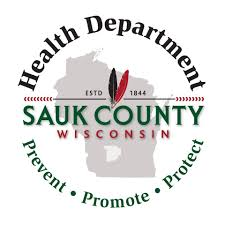 Health Department
ESTD 1844
SAUK COUNTY
WISCONSIN
Prevent • Promote • Protect